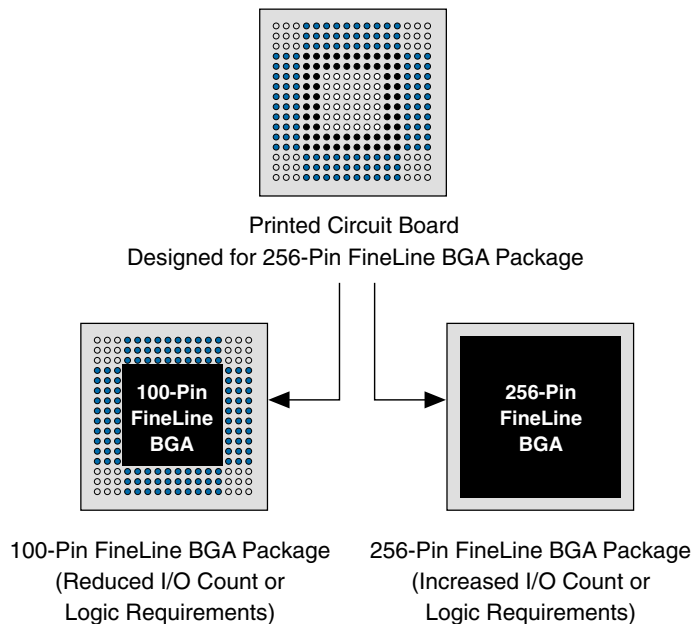 Printed Circuit Board
Designed for 256-Pin FineLine BGA Package
100-Pin
FineLine
BGA
256-Pin
FineLine
BGA
100-Pin FineLine BGA Package
(Reduced I/O Count or
Logic Requirements)
256-Pin FineLine BGA Package
(Increased I/O Count or
Logic Requirements)